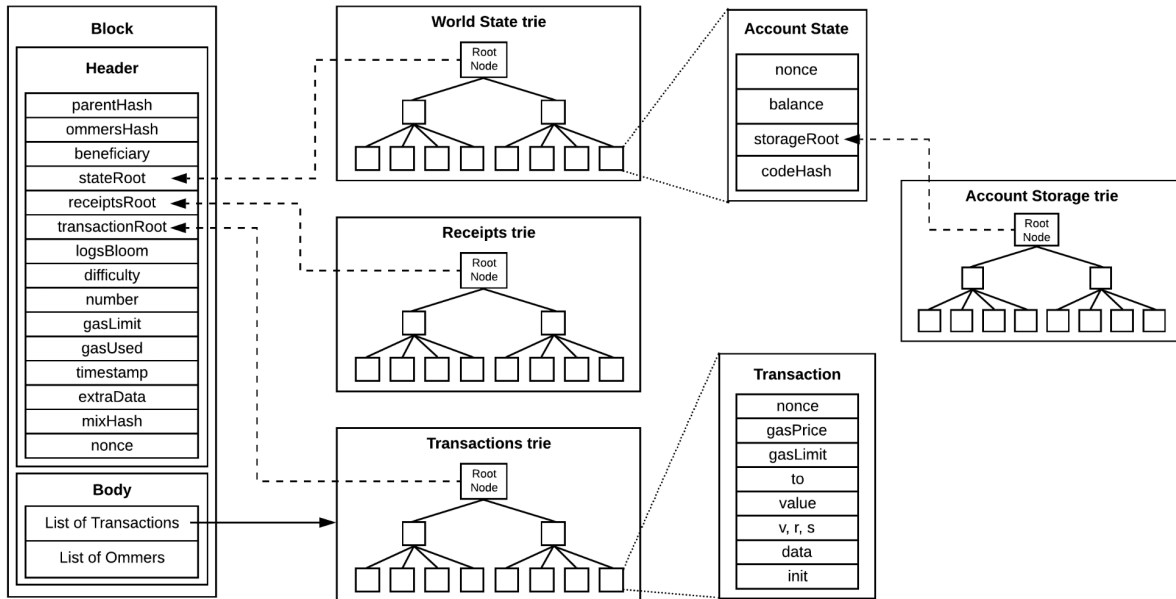 Block
Header
parentHash
ommersHash
beneficiary
stateRoot
receiptsRoot
transactionRoot
logsBloom
difficulty
number
gasLimit
gasUsed
timestamp
extraData
mixHash
nonce
Body
List of Transactions
List of Ommers
World State trie
Root
Node
Receipts trie
Root
Node
Transactions trie
Root
Node
Account State
nonce
balance
storageRoot
codeHash
Account Storage trie
Root
Node
Transaction
nonce
gasPrice
gasLimit
to
value
v, r, s
data
init